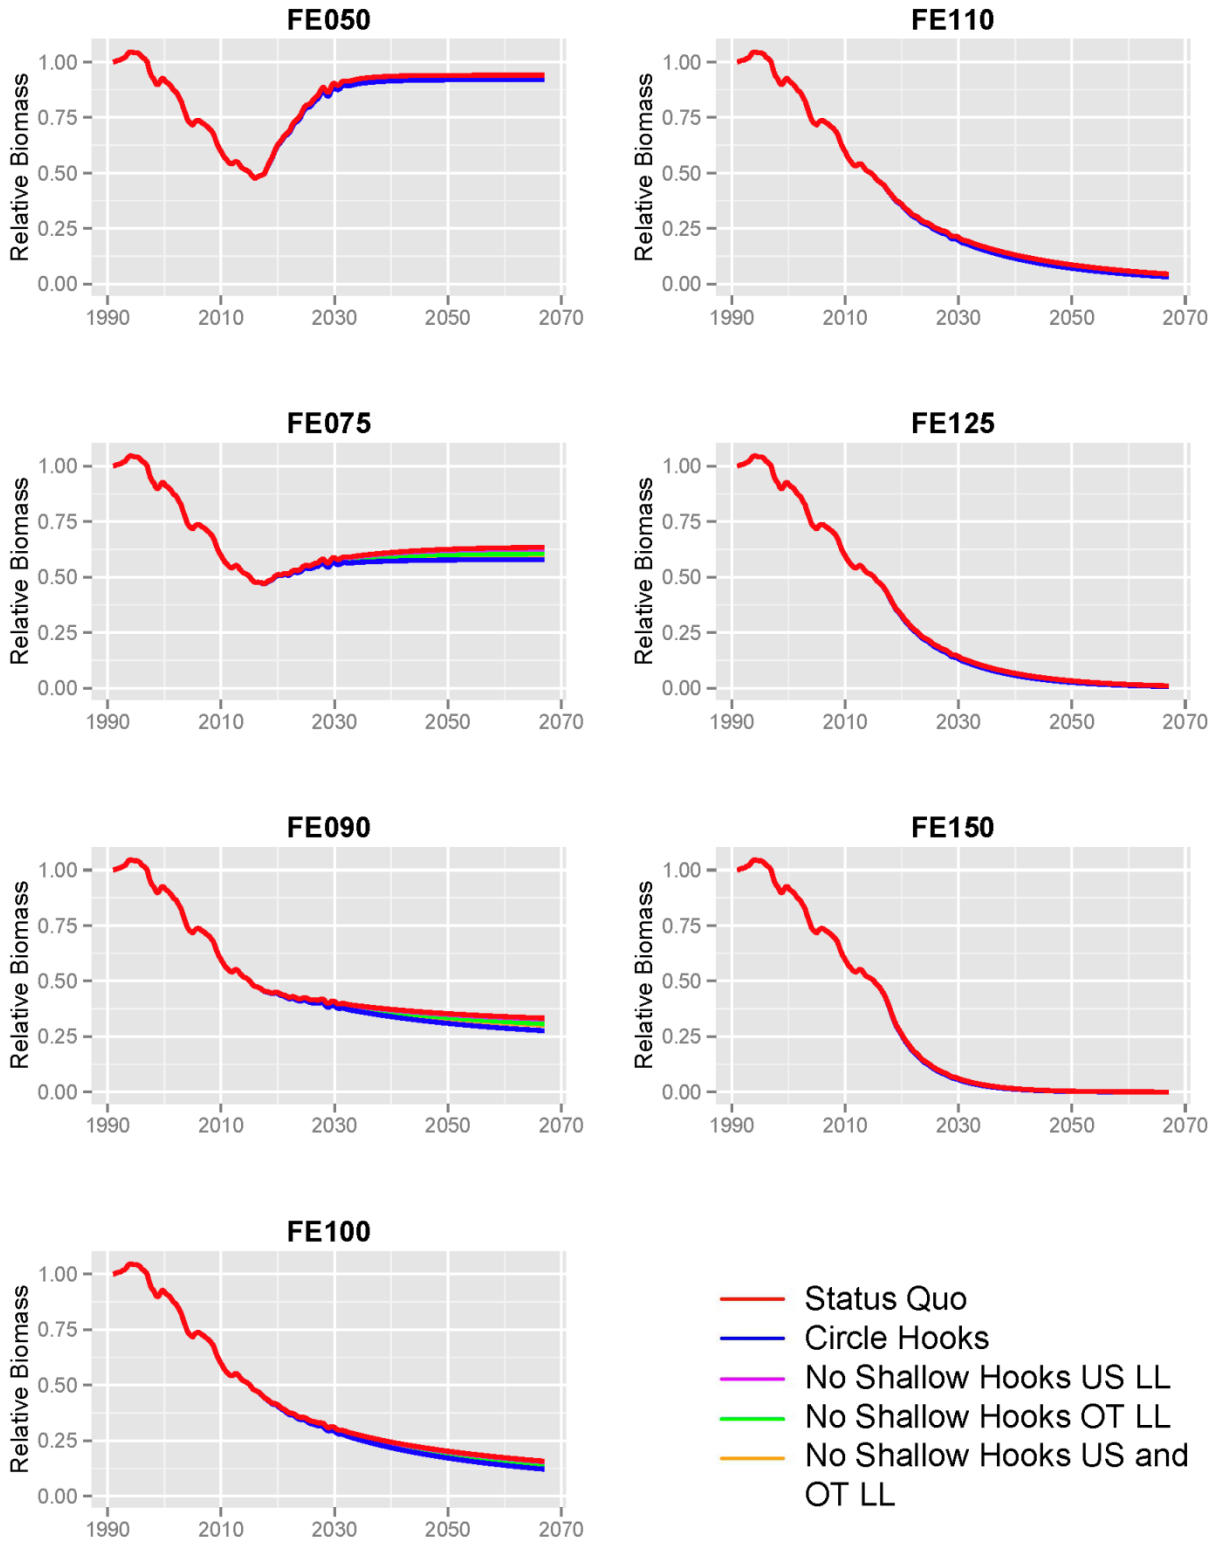 FE050
Relative Biomass
1.00
0.75
0.50
0.25
0.00
1990 2010 2030 2050 2070
FE110
Relative Biomass
1.00
0.75
0.50
0.25
0.00
1990 2010 2030 2050 2070
FE075
Relative Biomass
1.00
0.75
0.50
0.25
0.00
1990 2010 2030 2050 2070
FE125
Relative Biomass
1.00
0.75
0.50
0.25
0.00
1990 2010 2030 2050 2070
FE090
Relative Biomass
1.00
0.75
0.50
0.25
0.00
1990 2010 2030 2050 2070
FE150
Relative Biomass
1.00
0.75
0.50
0.25
0.00
1990 2010 2030 2050 2070
FE100
Relative Biomass
1.00
0.75
0.50
0.25
0.00
1990 2010 2030 2050 2070
Status Quo
Circle Hooks
No Shallow Hooks US LL
No Shallow Hooks OT LL
No Shallow Hooks US and
OT LL